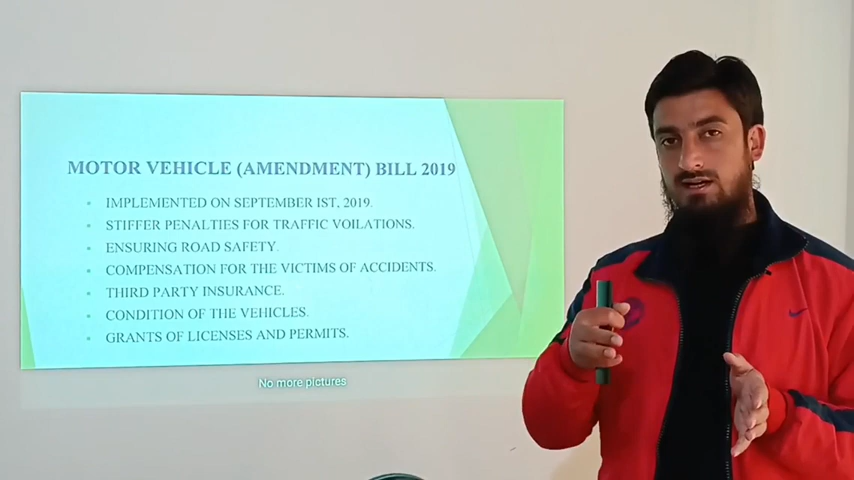 MOTOR VEHICLE (AMENDMENT) BILL 2019
IMPLEMENTED ON SEPTEMBER IST, 2019.
STIFFER PENALTIES FOR TRAFFIC VOILATIONS.
ENSURING ROAD SAFETY.
COMPENSATION FOR THE VICTIMS OF ACCIDENTS.
THIRD PARTY INSURANCE.
CONDITION OF THE VEHICLES.
GRANTS OF LICENSES AND PERMITS.
No more pictures